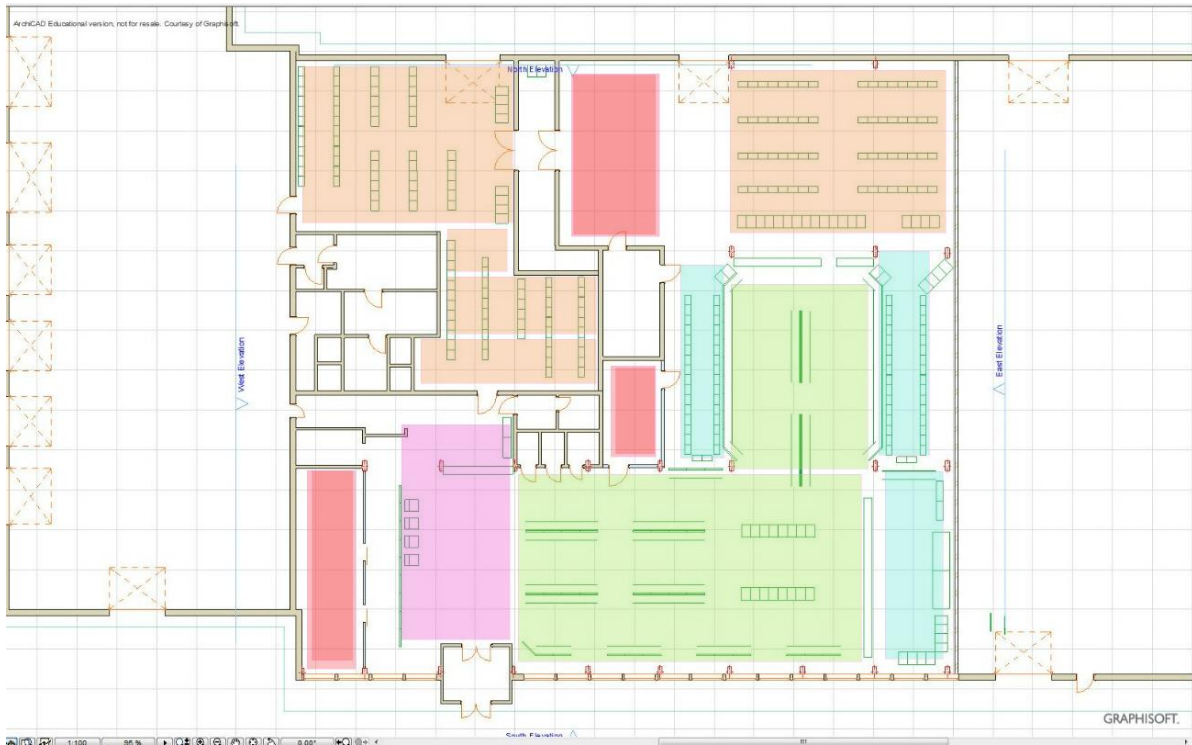 ArchiCAD Educational version, not for resale. Courtesy of Graphisoft.
North Elevation
West Elevation
East Elevation
GRAPHISOFT.
South Elevation
1:100
95 %
0.00°